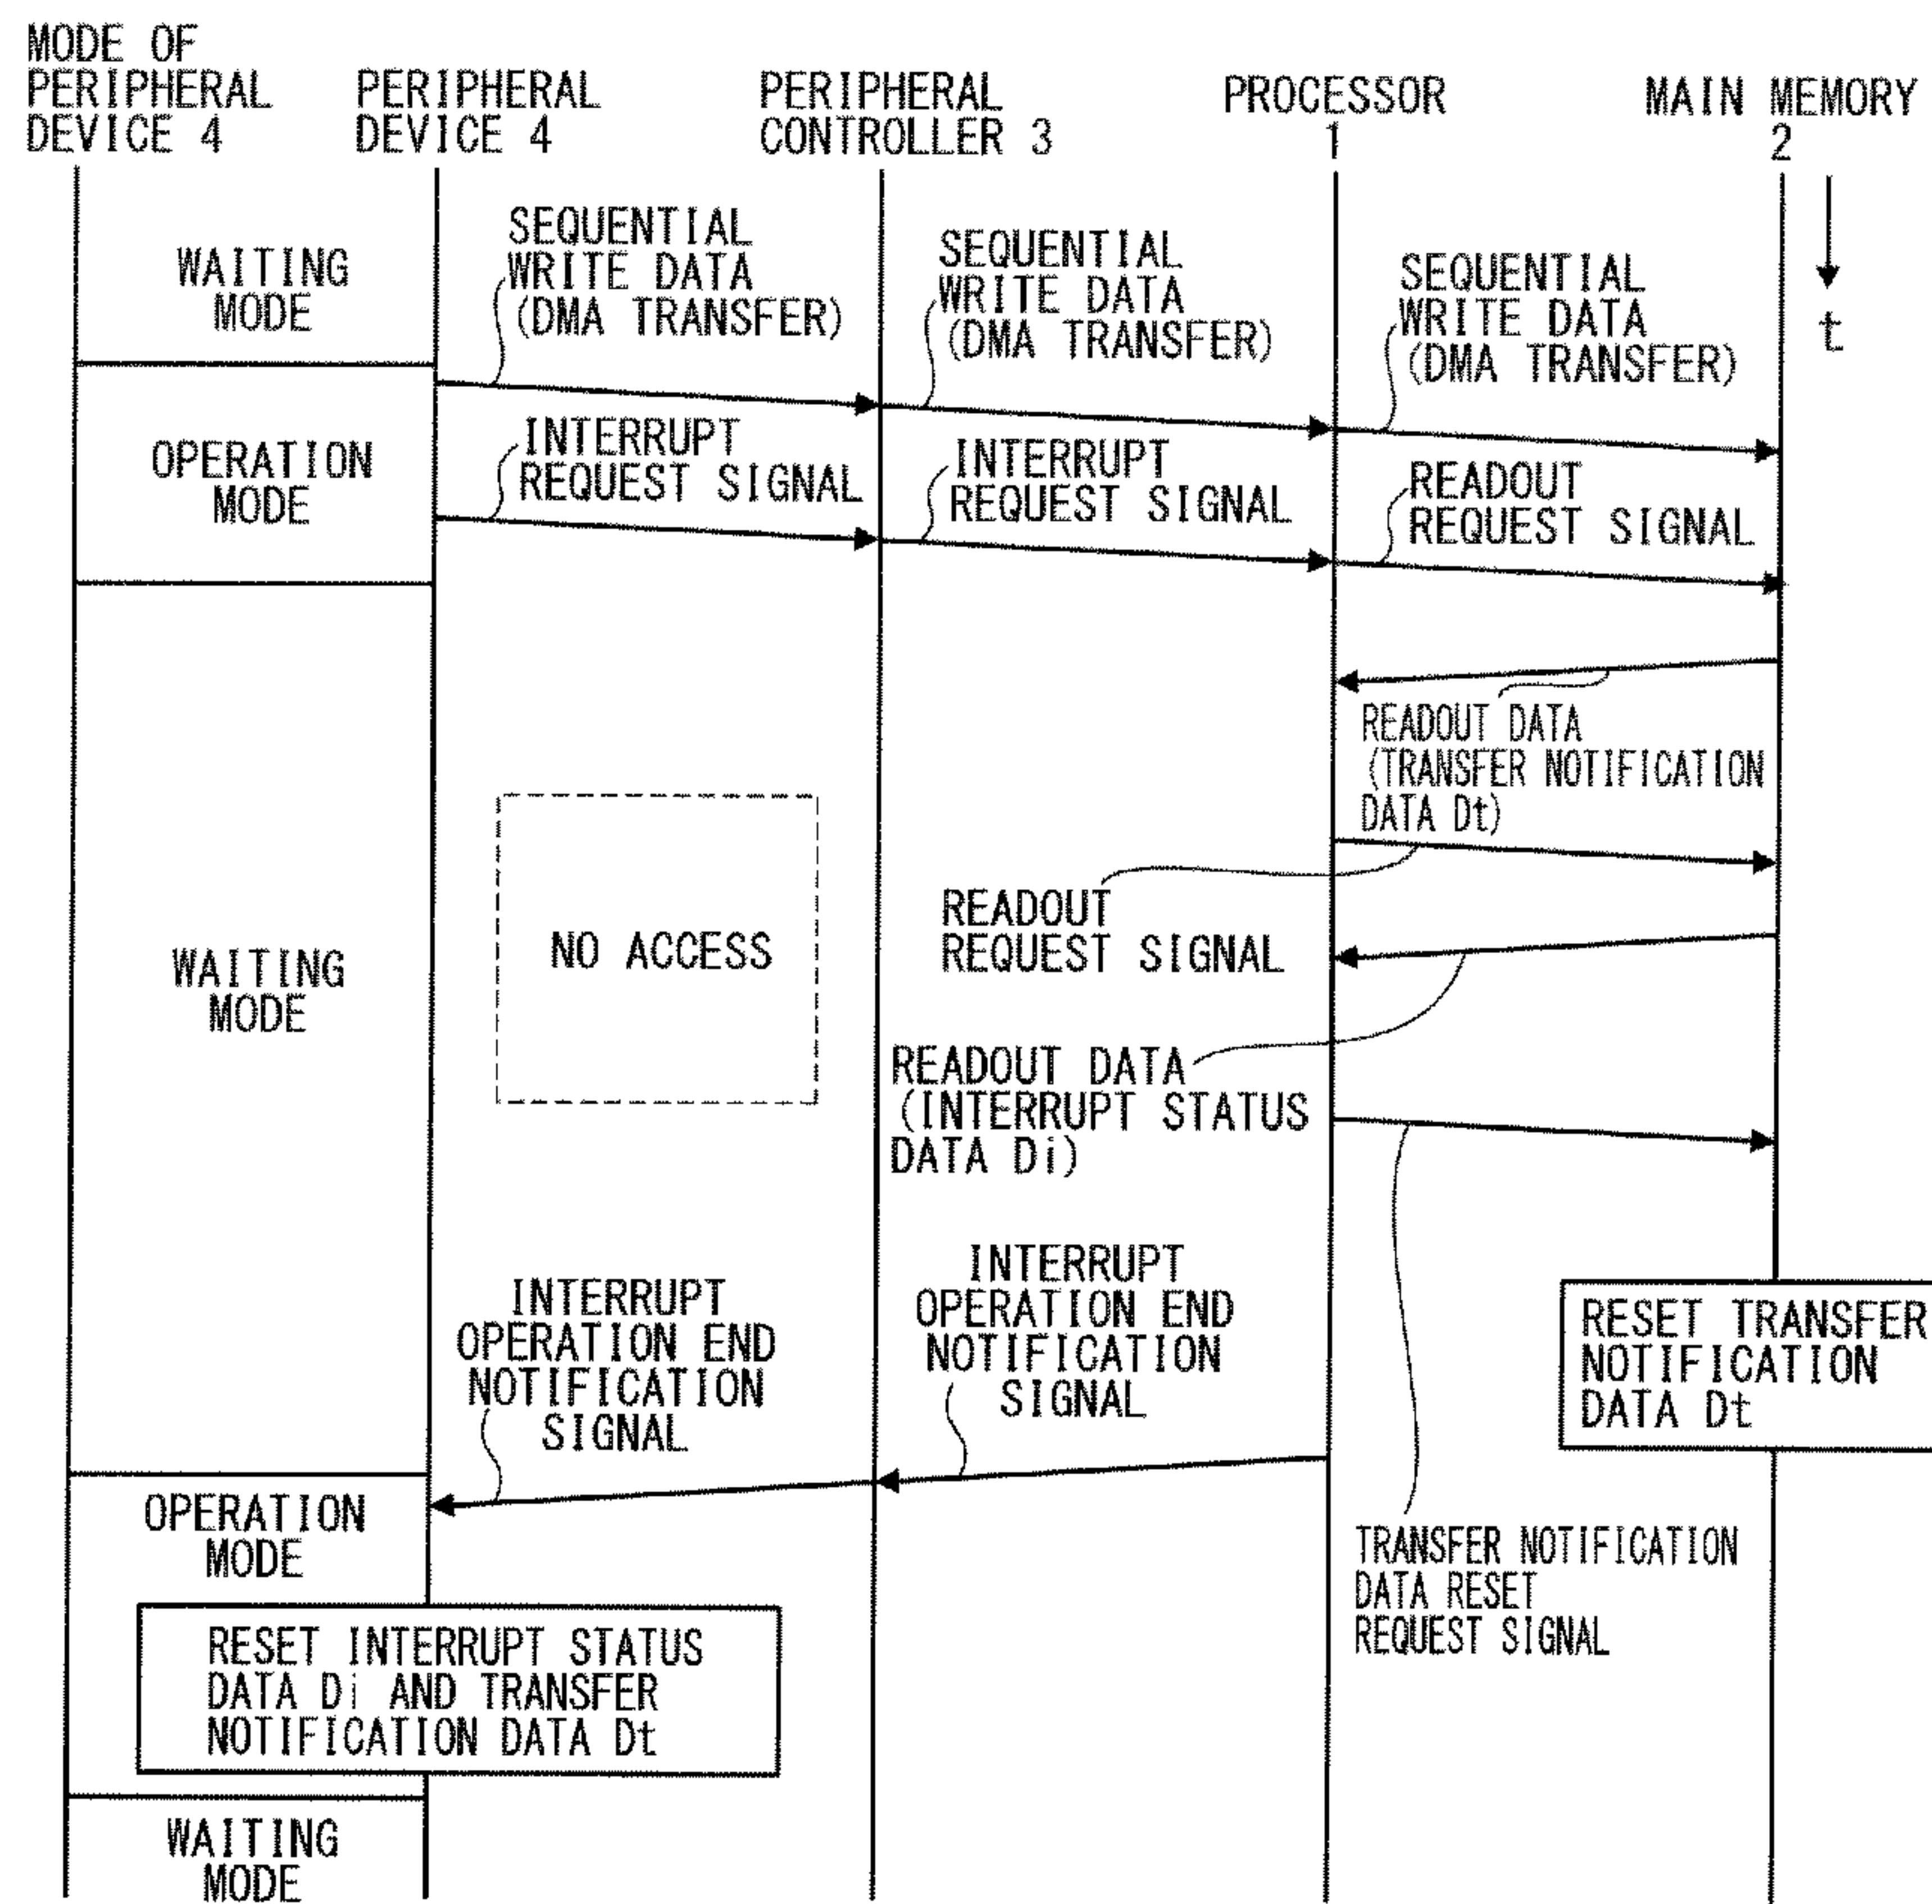 MODE OF
PERIPHERAL
DEVICE 4
PERIPHERAL
DEVICE 4
PERIPHERAL
CONTROLLER 3
PROCESSOR
1
MAIN MEMORY
2
t
WAITING
MODE
SEQUENTIAL
WRITE DATA
(DMA TRANSFER)
SEQUENTIAL
WRITE DATA
(DMA TRANSFER)
SEQUENTIAL
WRITE DATA
(DMA TRANSFER)
OPERATION
MODE
INTERRUPT
REQUEST SIGNAL
INTERRUPT
REQUEST SIGNAL
READOUT
REQUEST SIGNAL
READOUT DATA
(TRANSFER NOTIFICATION
DATA Dt)
NO ACCESS
READOUT
REQUEST SIGNAL
WAITING
MODE
READOUT DATA
(INTERRUPT STATUS
DATA Di)
INTERRUPT
OPERATION END
NOTIFICATION
SIGNAL
INTERRUPT
OPERATION END
NOTIFICATION
SIGNAL
RESET TRANSFER
NOTIFICATION
DATA Dt
OPERATION
MODE
TRANSFER NOTIFICATION
DATA RESET
REQUEST SIGNAL
RESET INTERRUPT STATUS
DATA Di AND TRANSFER
NOTIFICATION DATA Dt
WAITING
MODE